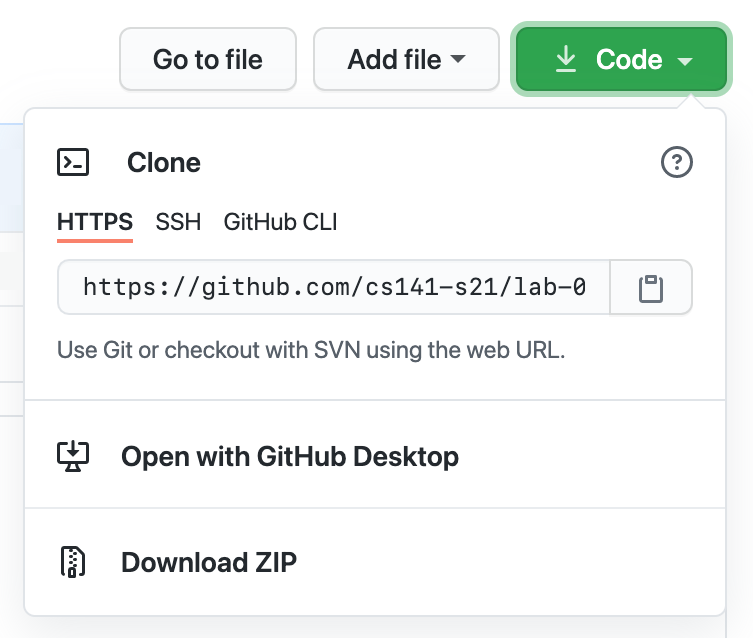 Go to file Add file Code
Clone
HTTPS SSH GitHub CLI
https://github.com/cs141-s21/lab-0
Use Git or checkout with SVN using the web URL.
Open with GitHub Desktop
Download ZIP